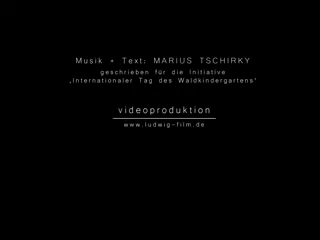 Musik + Text: MARIUS TSCHIRKY
geschrieben für die Initiative
„Internationaler Tag des Waldkindergartens"
videoproduktion
www.ludwig-film.de